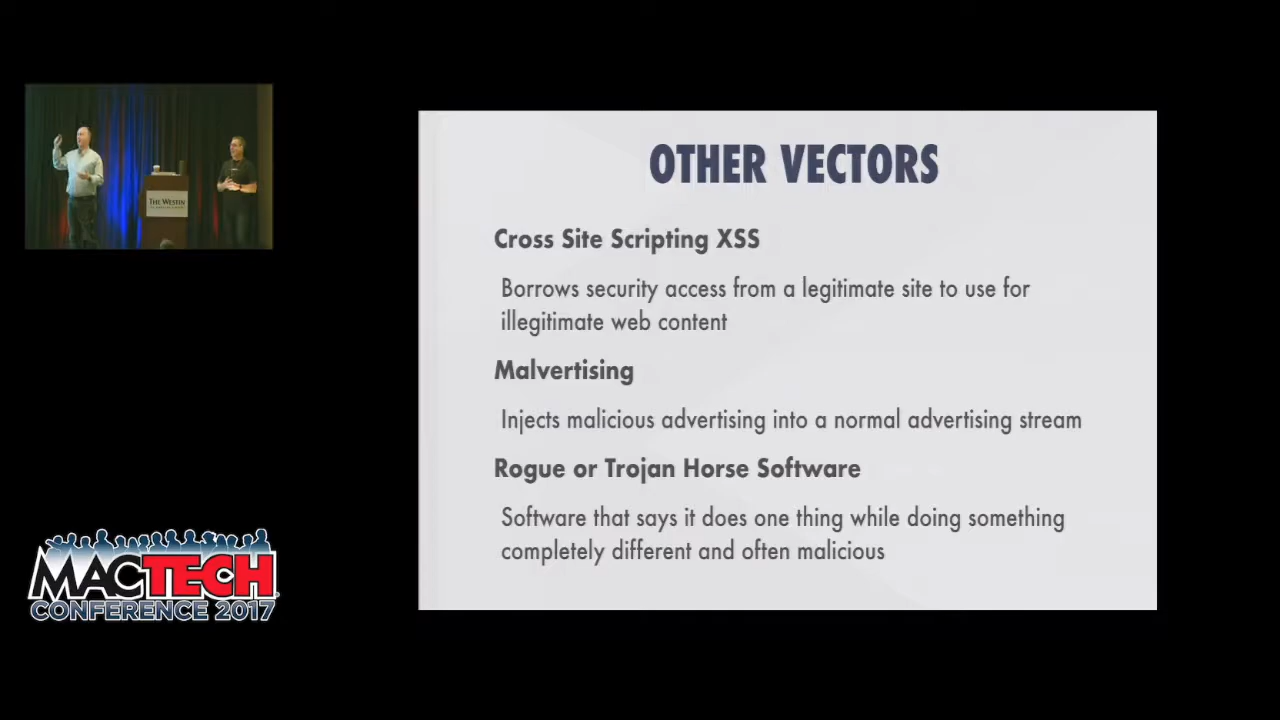 OTHER VECTORS
Cross Site Scripting XSS
Borrows security access from a legitimate site to use for
illegitimate web content
Malvertising
Injects malicious advertising into a normal advertising stream
Rogue or Trojan Horse Software
Software that says it does one thing while doing something
completely different and often malicious
THE WESTIN
MACTECH
CONFERENCE 2017